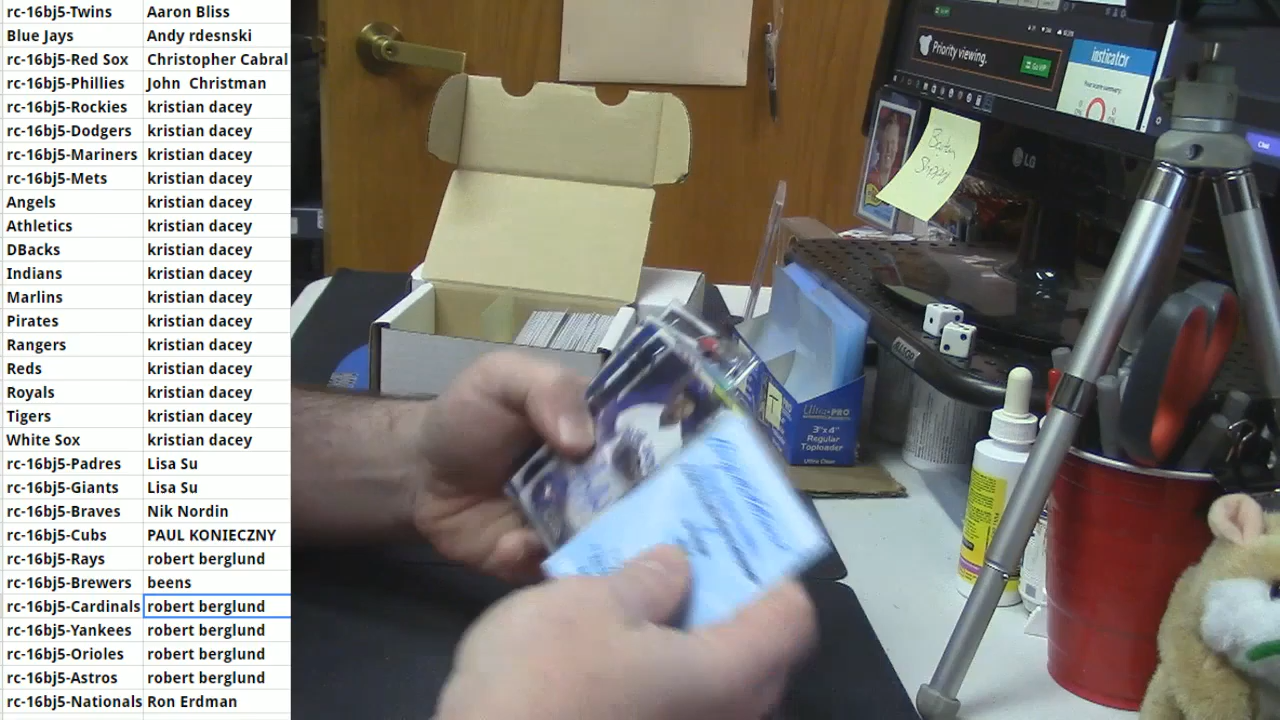 rc-16bj5-Twins Aaron Bliss
Blue Jays Andy rdesnski
rc-16bj5-Red Sox Christopher Cabral
rc-16bj5-Phillies John Christman
rc-16bj5-Rockies kristian dacey
rc-16bj5-Dodgers kristian dacey
rc-16bj5-Mariners kristian dacey
rc-16bj5-Mets kristian dacey
Angels kristian dacey
Athletics kristian dacey
DBacks kristian dacey
Indians kristian dacey
Marlins kristian dacey
Pirates kristian dacey
Rangers kristian dacey
Reds kristian dacey
Royals kristian dacey
Tigers kristian dacey
White Sox kristian dacey
rc-16bj5-Padres Lisa Su
rc-16bj5-Giants Lisa Su
rc-16bj5-Braves Nik Nordin
rc-16bj5-Cubs PAUL KONIECZNY
rc-16bj5-Rays robert berglund
rc-16bj5-Brewers beens
rc-16bj5-Cardinals robert berglund
rc-16bj5-Yankees robert berglund
rc-16bj5-Orioles robert berglund
rc-16bj5-Astros robert berglund
rc-16bj5-Nationals Ron Erdman
Priority viewing.
Go VIP
insticator
LG
Ultra-PRO
3"x4"
Regular
Toploader
Ultra Clear